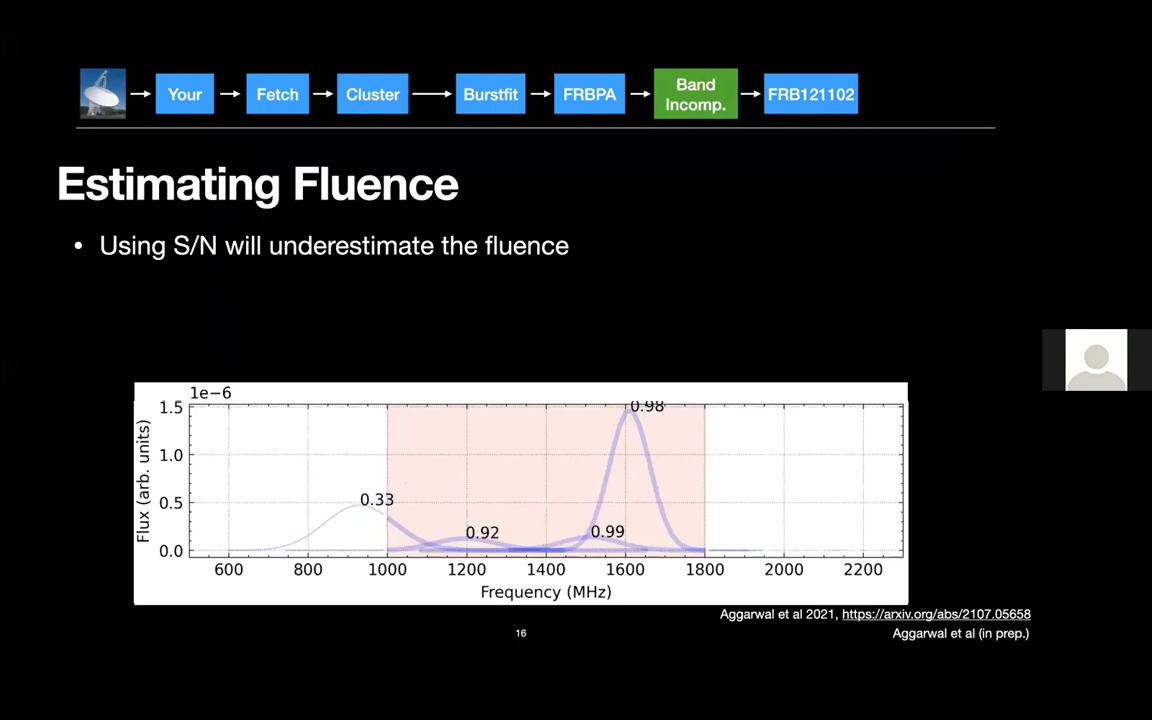 Your
Fetch
Cluster
Burstfit
FRBPA
Band
Incomp.
FRB121102
Estimating Fluence
• Using S/N will underestimate the fluence
1e−6
1.5
1.0
0.5
0.0
Flux (arb. units)
0.33
0.92
0.99
0.98
600 800 1000 1200 1400 1600 1800 2000 2200
Frequency (MHz)
Aggarwal et al 2021, https://arxiv.org/abs/2107.05658
Aggarwal et al (in prep.)
16